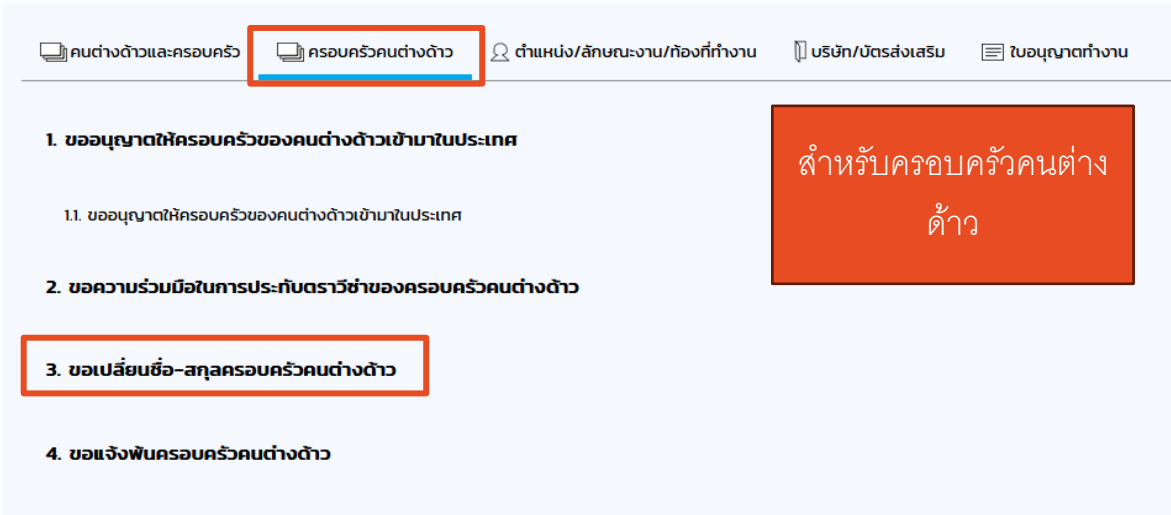 คนต่างด้าวและครอบครัว ครอบครัวคนต่างด้าว ตำแหน่ง/ลักษณะงาน/ท้องที่ทำงาน บริษัท/บัตรส่งเสริม ใบอนุญาตทำงาน
1. ขออนุญาตให้ครอบครัวของคนต่างด้าวเข้ามาในประเทศ
สำหรับครอบครัวคนต่าง
ด้าว
1.1. ขออนุญาตให้ครอบครัวของคนต่างด้าวเข้ามาในประเทศ
2. ขอความร่วมมือในการประทับตราวีซ่าของครอบครัวคนต่างด้าว
3. ขอเปลี่ยนชื่อ-สกุลครอบครัวคนต่างด้าว
4. ขอแจ้งพ้นครอบครัวคนต่างด้าว